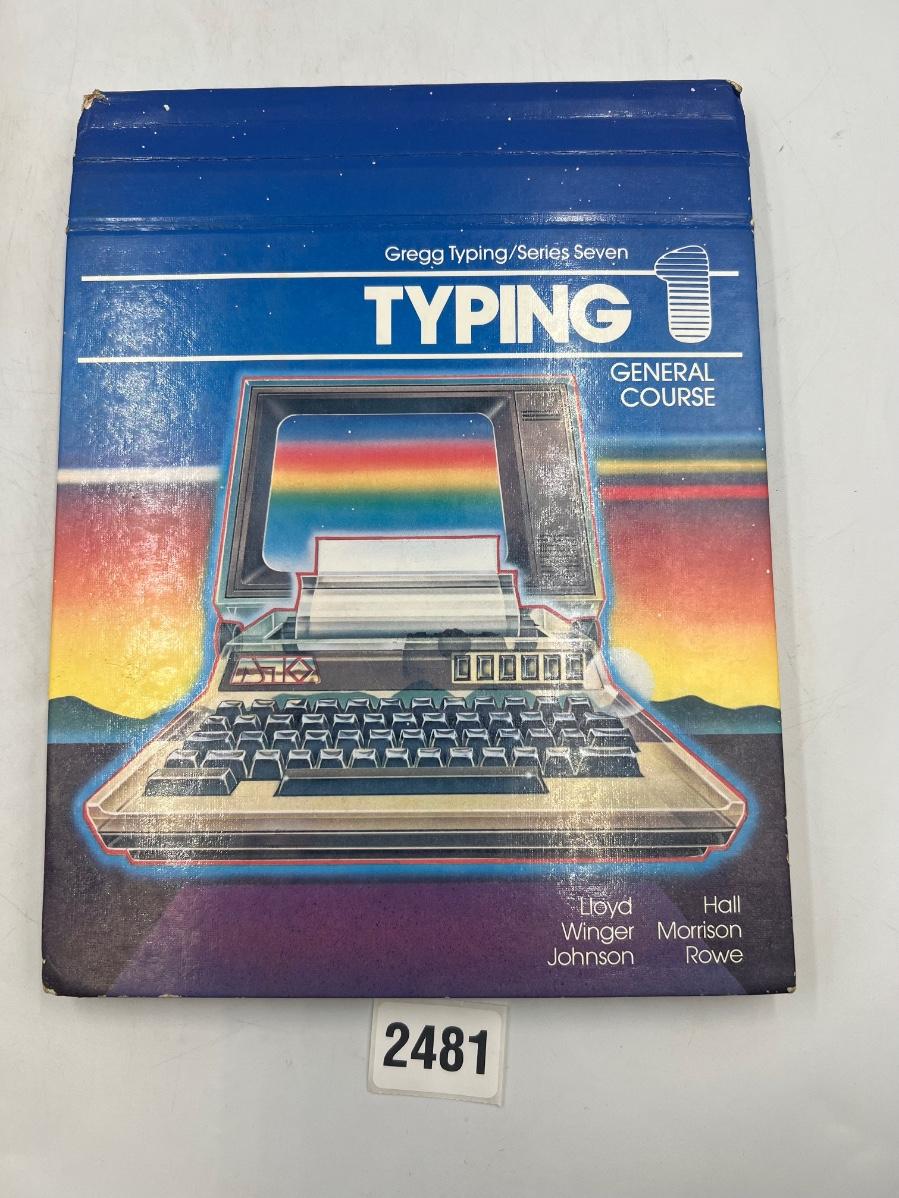 Gregg Typing/Series Seven
TYPING 1
GENERAL
COURSE
Lloyd Hall
Winger Morrison
Johnson Rowe
2481